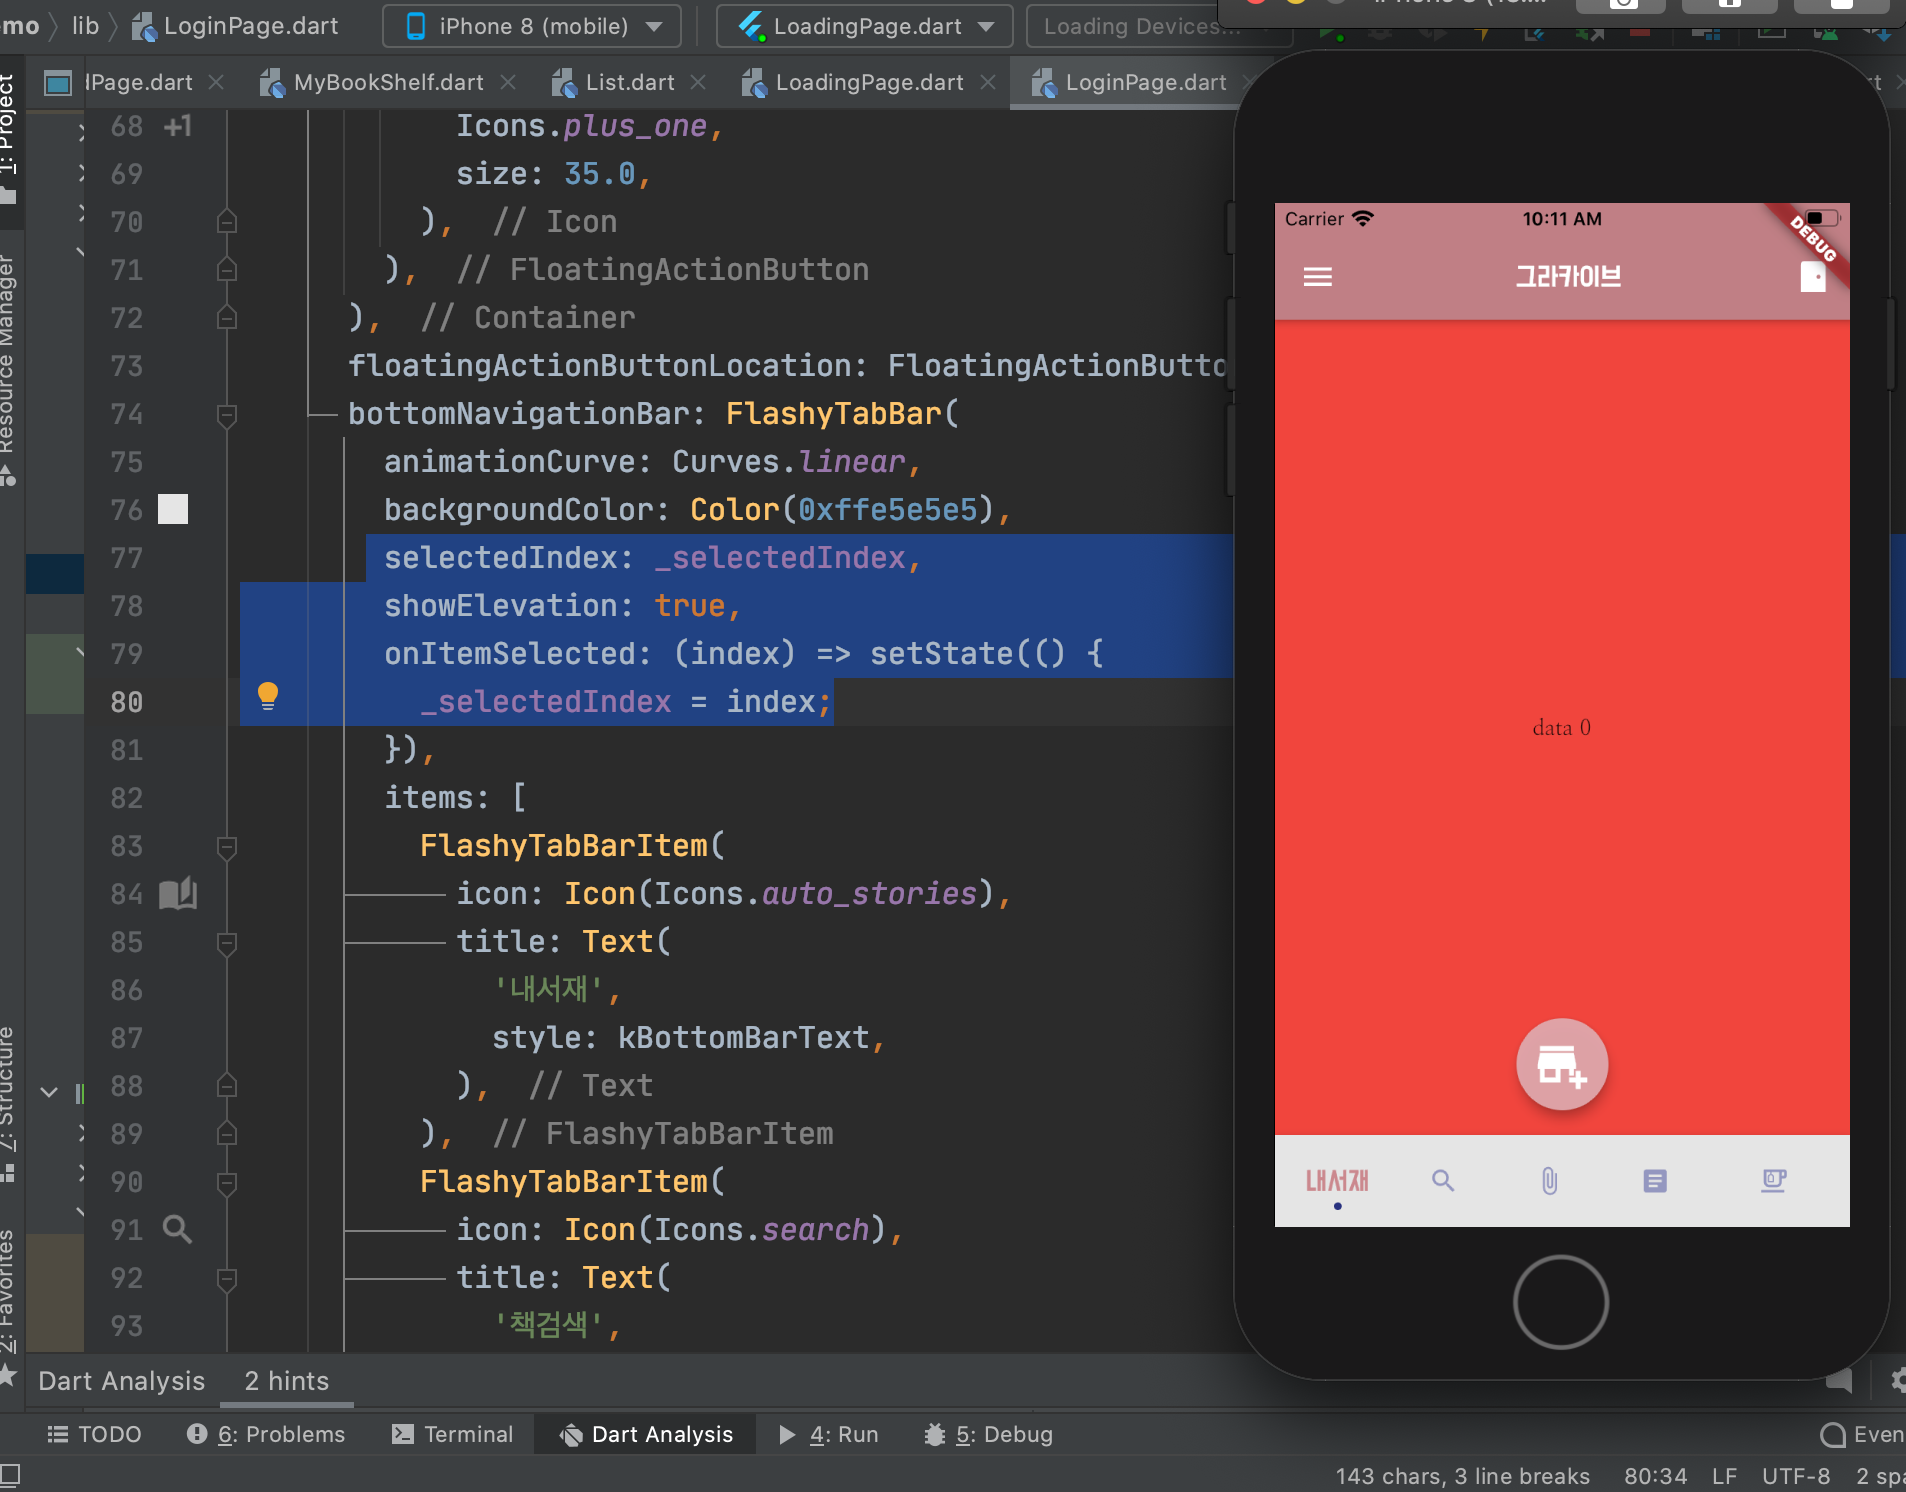 mo lib LoginPage.dart iPhone 8 (mobile) LoadingPage.dart Loading Devices...
Page.dart MyBookShelf.dart List.dart LoadingPage.dart LoginPage.dart
1: Project
Resource Manager
7: Structure
2: Favorites
68 +1 Icons.plus_one,
69 size: 35.0,
70 ), // Icon
71 ), // FloatingActionButton
72 ), // Container
73 floatingActionButtonLocation: FloatingActionButto
74 bottomNavigationBar: FlashyTabBar(
75 animationCurve: Curves.linear,
76 backgroundColor: Color(0xffe5e5e5),
77 selectedIndex: _selectedIndex,
78 showElevation: true,
79 onItemSelected: (index) => setState(() {
80 _selectedIndex = index;
81 }),
82 items: [
83 FlashyTabBarItem(
84 icon: Icon(Icons.auto_stories),
85 title: Text(
86 '내서재',
87 style: kBottomBarText,
88 ), // Text
89 ), // FlashyTabBarItem
90 FlashyTabBarItem(
91 icon: Icon(Icons.search),
92 title: Text(
93 '책검색',
Carrier 10:11 AM
DEBUG
그라카이브
data 0
내서재
Dart Analysis 2 hints
TODO 6: Problems Terminal Dart Analysis 4: Run 5: Debug Even
143 chars, 3 line breaks 80:34 LF UTF-8 2 spa